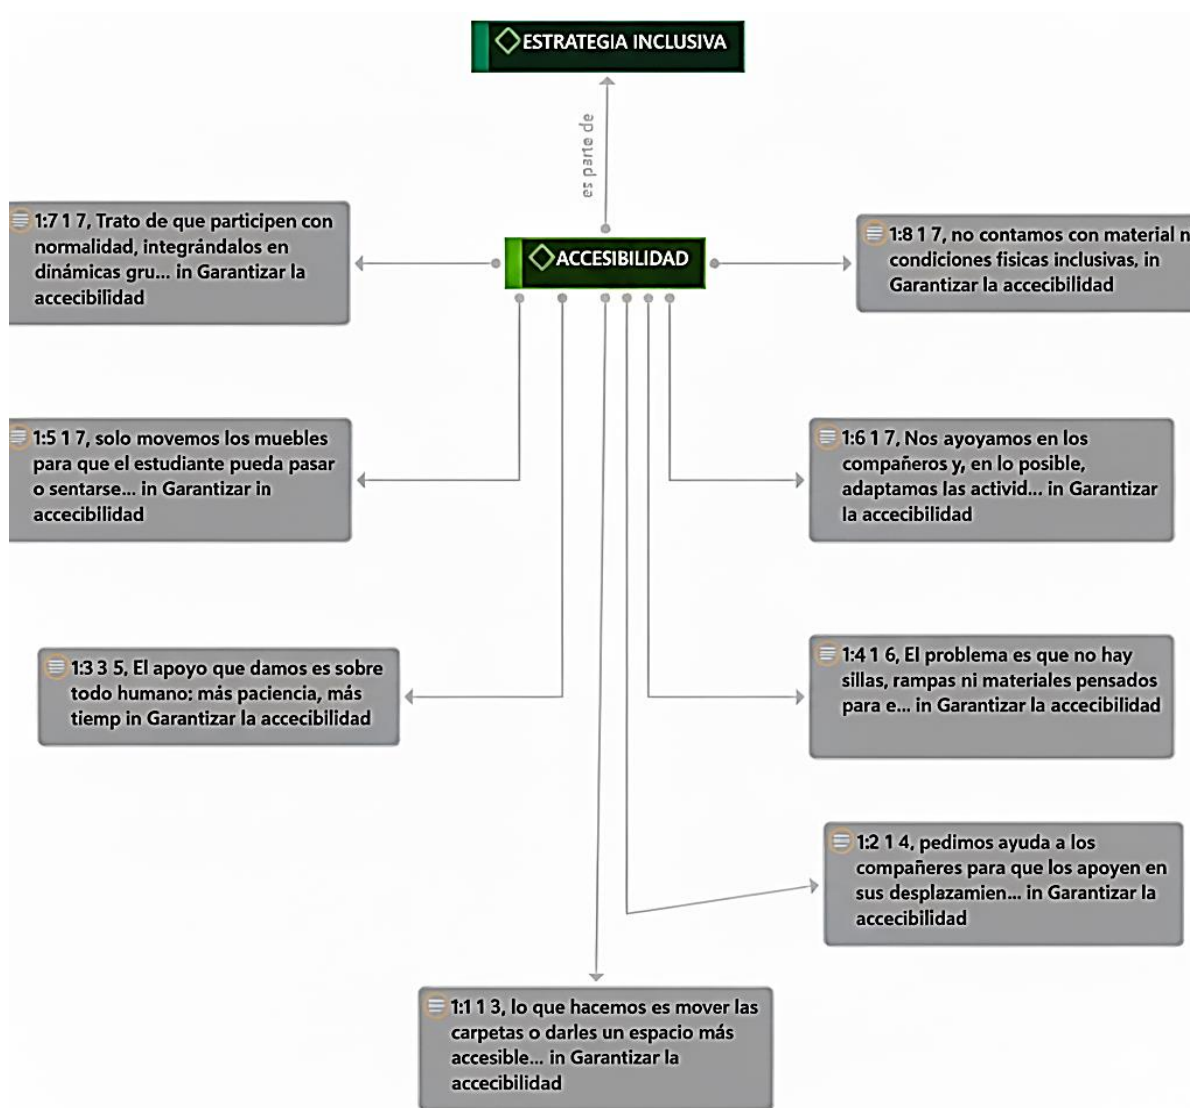 ESTRATEGIA INCLUSIVA
es parte de
ACCESIBILIDAD
1:7 1 7, Trato de que participen con
normalidad, integrándalos en
dinámicas gru... in Garantizar la
accecibilidad
1:8 1 7, no contamos con material n
condiciones fisicas inclusivas, in
Garantizar la accecibilidad
1:5 1 7, solo movemos los muebles
para que el estudiante pueda pasar
o sentarse... in Garantizar in
accecibilidad
1:6 1 7, Nos ayoyamos en los
compañeros y, en lo posible,
adaptamos las activid... in Garantizar
la accecibilidad
1:3 3 5, El apoyo que damos es sobre
todo humano: más paciencia, más
tiemp in Garantizar la accecibilidad
1:4 1 6, El problema es que no hay
sillas, rampas ni materiales pensados
para e... in Garantizar la accecibilidad
1:2 1 4, pedimos ayuda a los
compañeres para que los apoyen en
sus desplazamien... in Garantizar la
accecibilidad
1:1 1 3, lo que hacemos es mover las
carpetas o darles un espacio más
accesible... in Garantizar la
accecibilidad